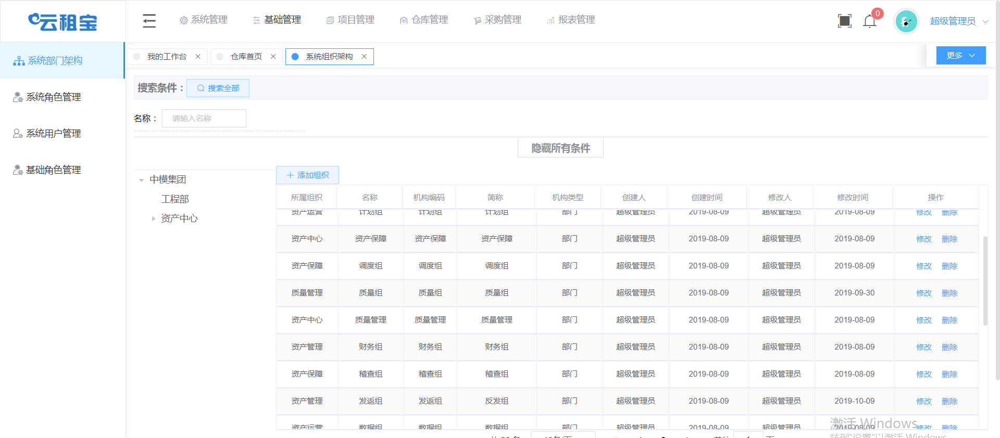 云租宝
系统管理 基础管理 项目管理 仓库管理 采购管理 报表管理
0
超级管理员
系统部门架构
系统角色管理
系统用户管理
基础角色管理
我的工作台 仓库首页 系统组织架构
更多
搜索条件： 搜索全部
名称： 请输入名称
隐藏所有条件
中模集团
工程部
资产中心
添加组织
所属组织 名称 机构编码 简称 机构类型 创建人 创建时间 修改人 修改时间 操作
资产运营 计划组 计划组 计划组 部门 超级管理员 2019-08-09 超级管理员 2019-08-09 修改 删除
资产中心 资产保障 资产保障 资产保障 部门 超级管理员 2019-08-09 超级管理员 2019-08-09 修改 删除
资产保障 调度组 调度组 调度组 部门 超级管理员 2019-08-09 超级管理员 2019-08-09 修改 删除
质量管理 质量组 质量组 质量组 部门 超级管理员 2019-08-09 超级管理员 2019-09-30 修改 删除
资产中心 质量管理 质量管理 质量管理 部门 超级管理员 2019-08-09 超级管理员 2019-08-09 修改 删除
资产管理 财务组 财务组 财务组 部门 超级管理员 2019-08-09 超级管理员 2019-08-09 修改 删除
资产保障 稽查组 稽查组 稽查组 部门 超级管理员 2019-08-09 超级管理员 2019-08-09 修改 删除
资产管理 发返组 发返组 反发组 部门 超级管理员 2019-08-09 超级管理员 2019-10-09 修改 删除
资产运营 数据组 数据组 数据组 部门 超级管理员 2019-08-09 超级管理员 2019-08-09 修改 删除
激活 Windows
转到"设置"以激活 Windows